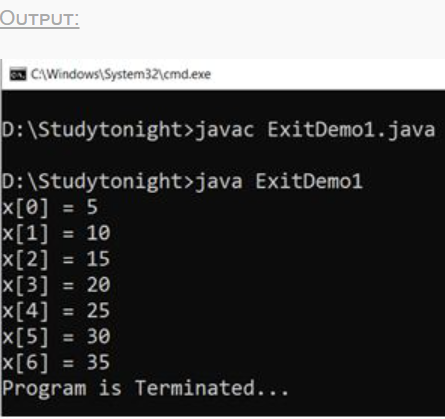 OUTPUT:
C:\Windows\System32\cmd.exe
D:\Studytonight>javac ExitDemo1.java
D:\Studytonight>java ExitDemo1
x[0] = 5
x[1] = 10
x[2] = 15
x[3] = 20
x[4] = 25
x[5] = 30
x[6] = 35
Program is Terminated...